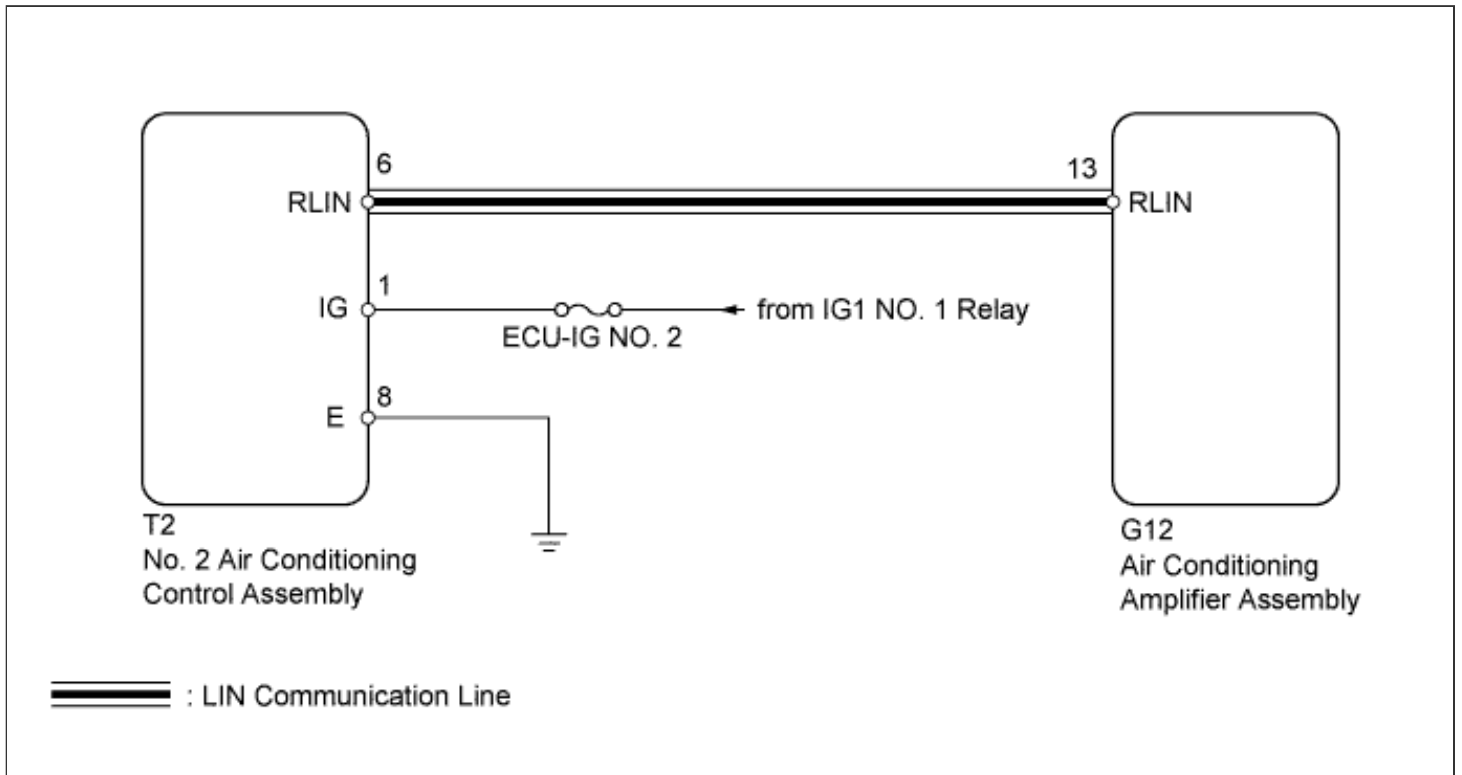 6
13
RLIN
RLIN
1
IG
from IG1 NO. 1 Relay
ECU-IG NO. 2
8
E
T2
No. 2 Air Conditioning
Control Assembly
G12
Air Conditioning
Amplifier Assembly
: LIN Communication Line